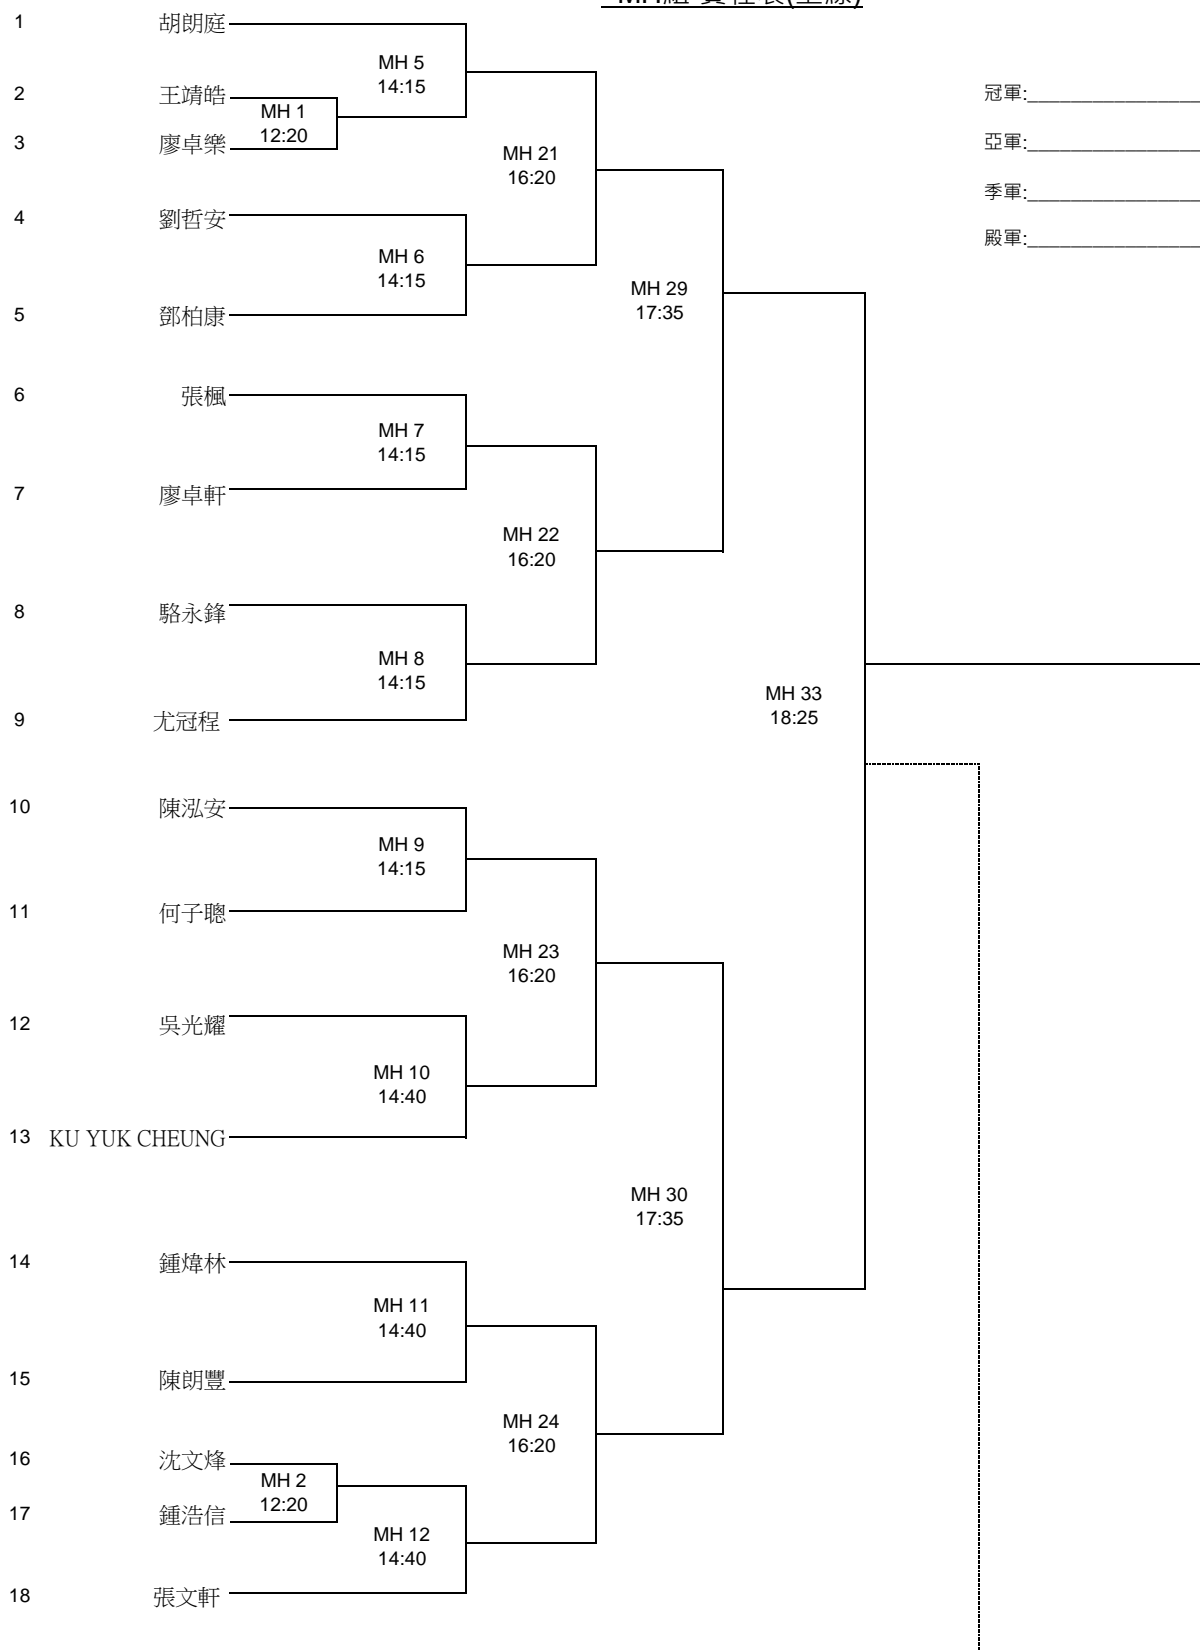 1 胡朗庭
MH 5
14:15
2 王靖皓
MH 1
12:20
3 廖卓樂
冠軍:
亞軍:
季軍:
殿軍:
MH 21
16:20
4 劉哲安
MH 6
14:15
5 鄧柏康
MH 29
17:35
6 張楓
MH 7
14:15
7 廖卓軒
MH 22
16:20
8 駱永鋒
MH 8
14:15
9 尤冠程
MH 33
18:25
10 陳泓安
MH 9
14:15
11 何子聰
MH 23
16:20
12 吳光耀
MH 10
14:40
13 KU YUK CHEUNG
MH 30
17:35
14 鍾煒林
MH 11
14:40
15 陳朗豐
MH 24
16:20
16 沈文烽
MH 2
12:20
17 鍾浩信
MH 12
14:40
18 張文軒